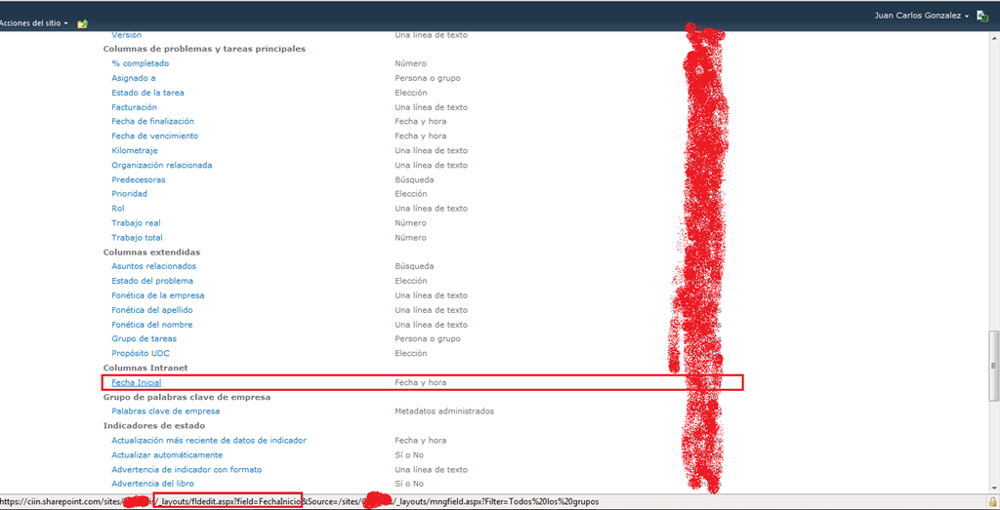 Juan Carlos Gonzalez
Acciones del sitio
Versión Una línea de texto
Columnas de problemas y tareas principales
% completado Número
Asignado a Persona o grupo
Estado de la tarea Elección
Facturación Una línea de texto
Fecha de finalización Fecha y hora
Fecha de vencimiento Fecha y hora
Kilometraje Una línea de texto
Organización relacionada Una línea de texto
Predecesoras Búsqueda
Prioridad Elección
Rol Una línea de texto
Trabajo real Número
Trabajo total Número
Columnas extendidas
Asuntos relacionados Búsqueda
Estado del problema Elección
Fonética de la empresa Una línea de texto
Fonética del apellido Una línea de texto
Fonética del nombre Una línea de texto
Grupo de tareas Persona o grupo
Propósito UDC Elección
Columnas Intranet
Fecha Inicial Fecha y hora
Grupo de palabras clave de empresa
Palabras clave de empresa Metadatos administrados
Indicadores de estado
Actualización más reciente de datos de indicador Fecha y hora
Actualizar automáticamente Sí o No
Advertencia de indicador con formato Una línea de texto
Advertencia del libro Sí o No
https://ciin.sharepoint.com/sites/ /_layouts/fldedit.aspx?field=FechaInicio&Source=/sites/ /_layouts/mngfield.aspx?Filter=Todos%20los%20grupos